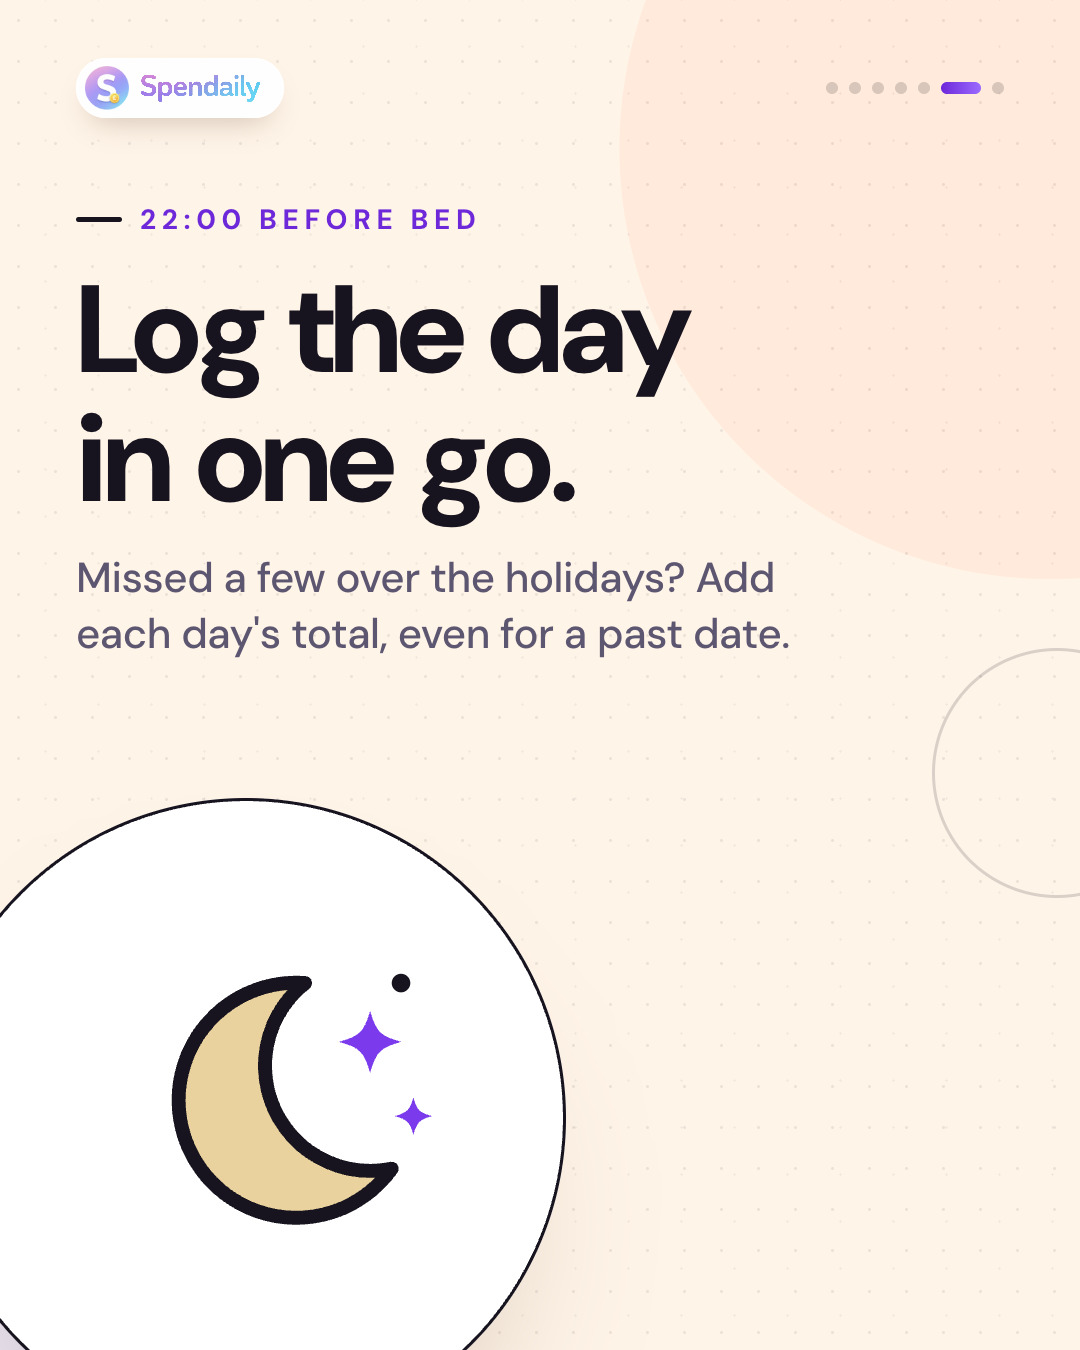 Spendaily
22:00 BEFORE BED
Log the day
in one go.
Missed a few over the holidays? Add
each day's total, even for a past date.